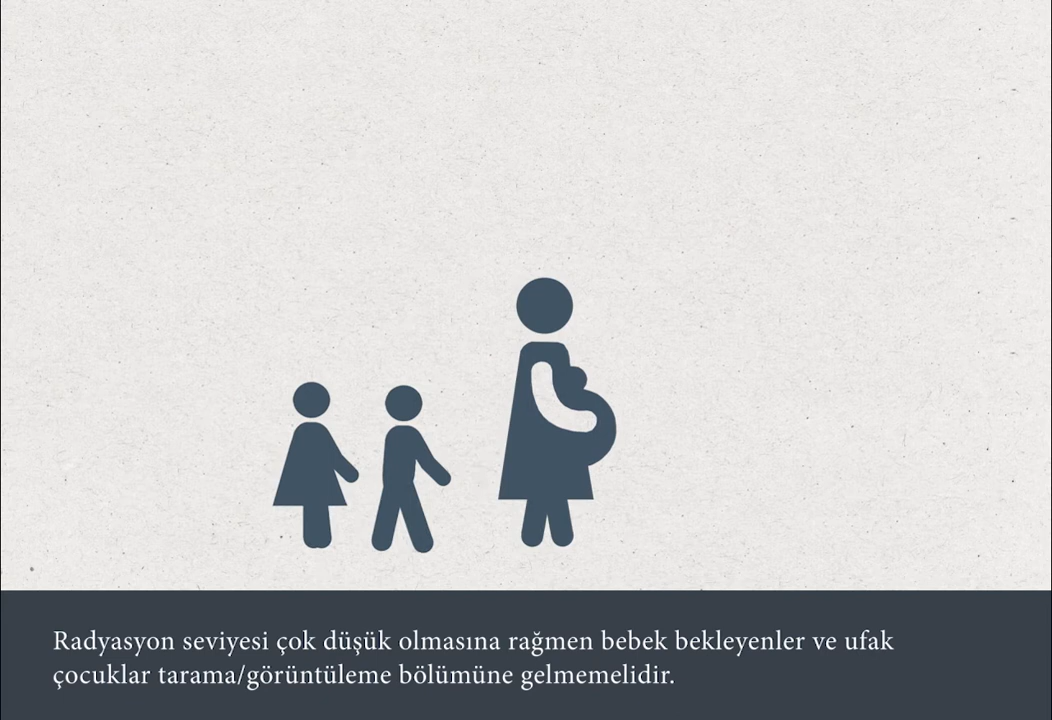 Radyasyon seviyesi çok düşük olmasına rağmen bebek bekleyenler ve ufak
çocuklar tarama/görüntüleme bölümüne gelmemelidir.